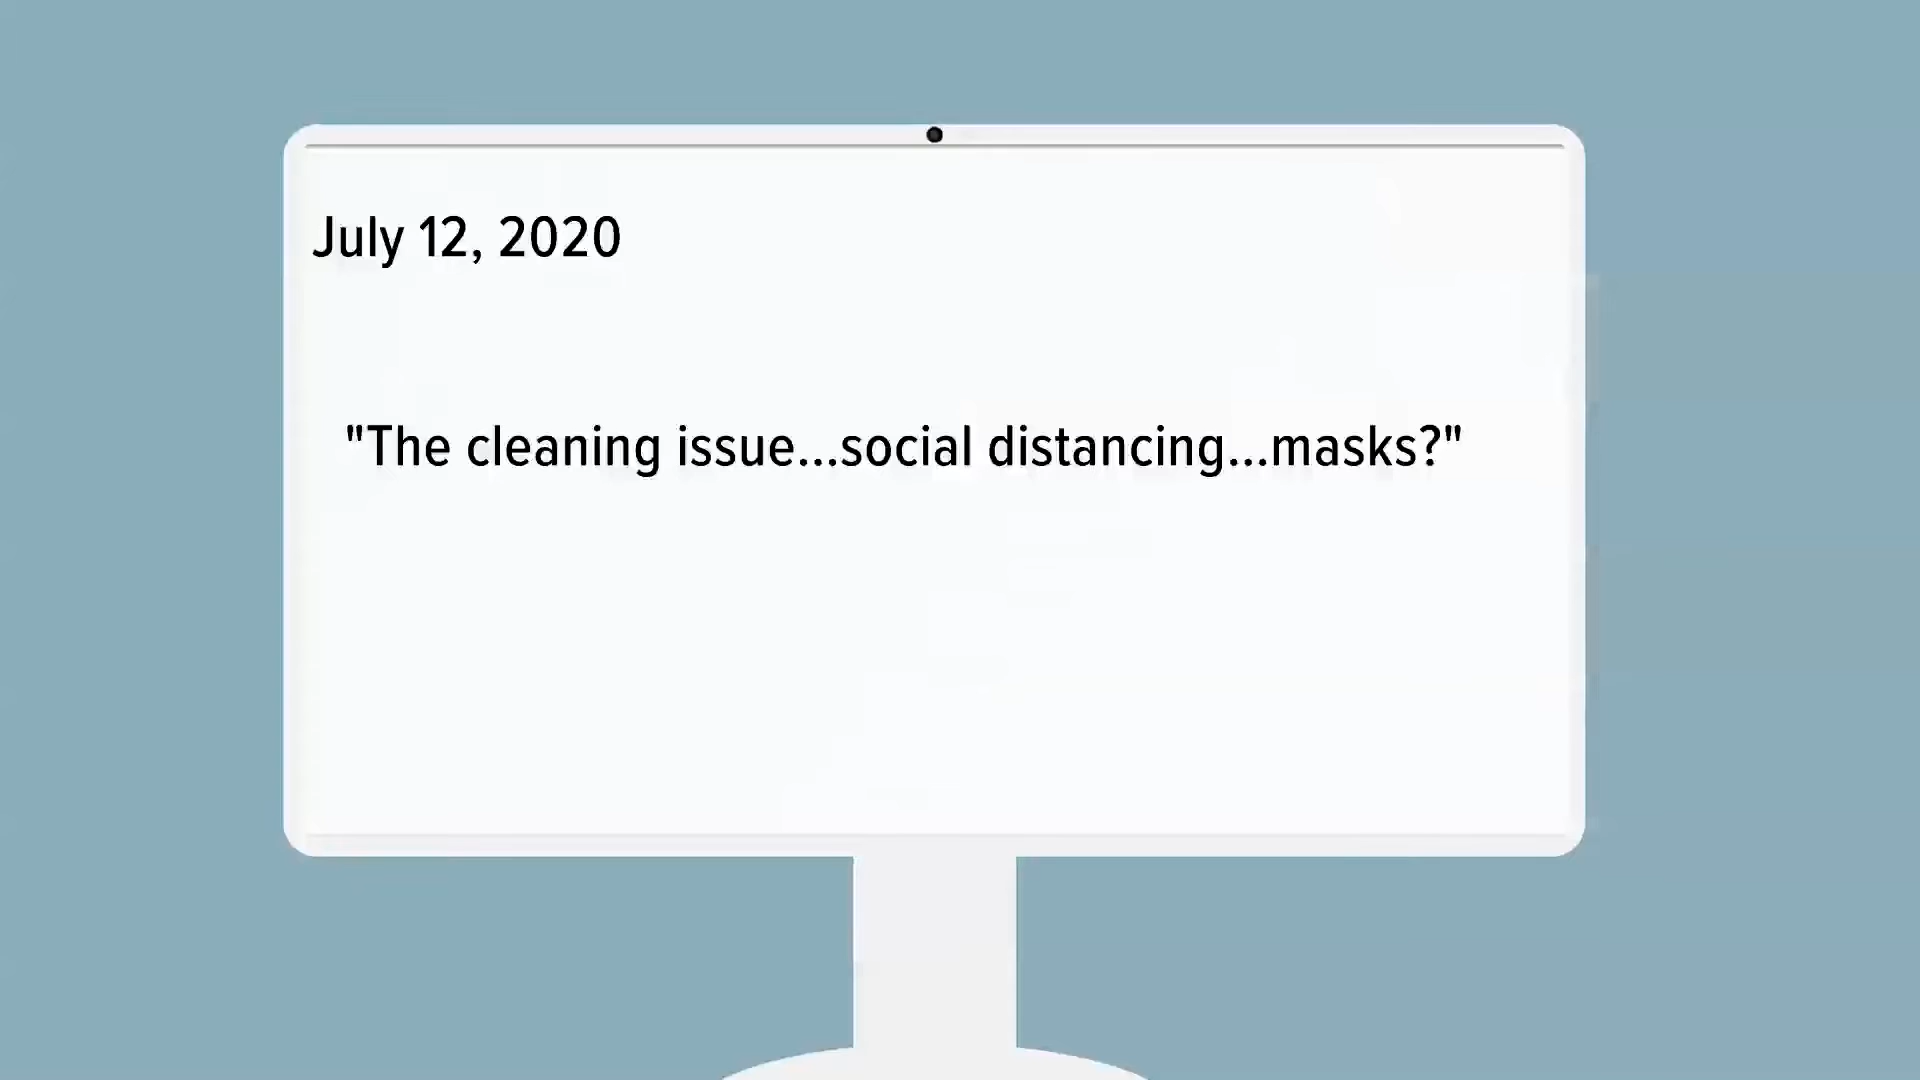 July 12, 2020
"The cleaning issue...social distancing...masks?"